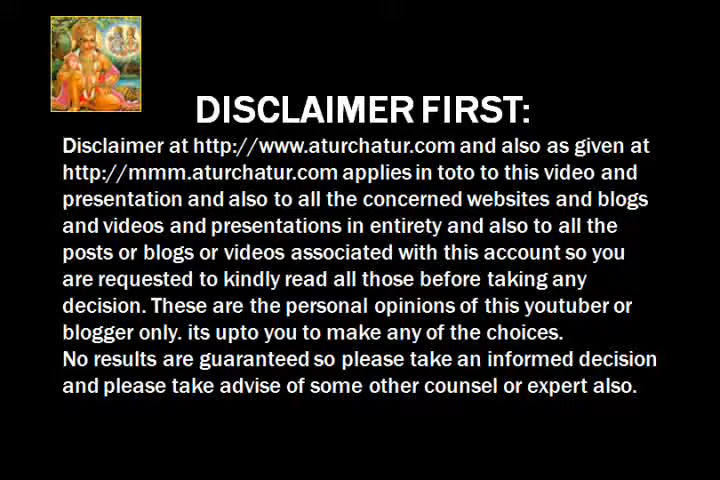 DISCLAIMER FIRST:
Disclaimer at http://www.aturchatur.com and also as given at
http://mmm.aturchatur.com applies in toto to this video and
presentation and also to all the concerned websites and blogs
and videos and presentations in entirety and also to all the
posts or blogs or videos associated with this account so you
are requested to kindly read all those before taking any
decision. These are the personal opinions of this youtuber or
blogger only. its upto you to make any of the choices.
No results are guaranteed so please take an informed decision
and please take advise of some other counsel or expert also.